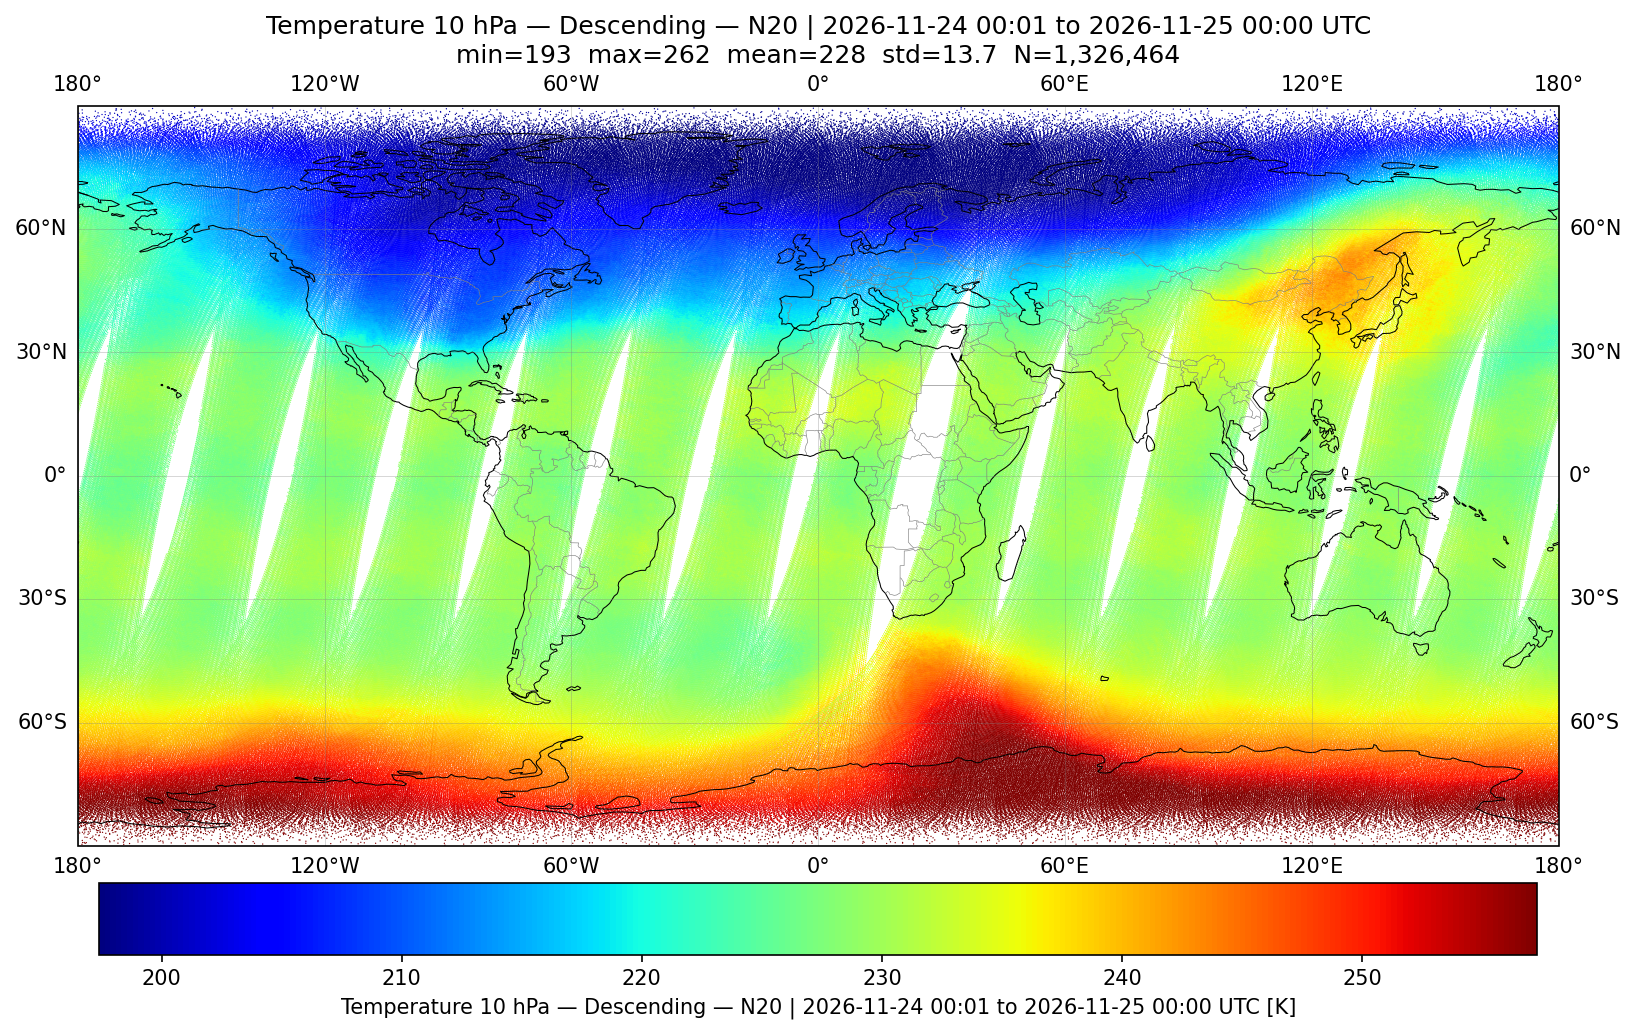 Temperature 10 hPa — Descending — N20 | 2026-11-24 00:01 to 2026-11-25 00:00 UTC
min=193  max=262  mean=228  std=13.7  N=1,326,464
180° 120°W 60°W 0° 60°E 120°E 180°
60°N 60°N
30°N 30°N
0° 0°
30°S 30°S
60°S 60°S
180° 120°W 60°W 0° 60°E 120°E 180°
200 210 220 230 240 250
Temperature 10 hPa — Descending — N20 | 2026-11-24 00:01 to 2026-11-25 00:00 UTC [K]